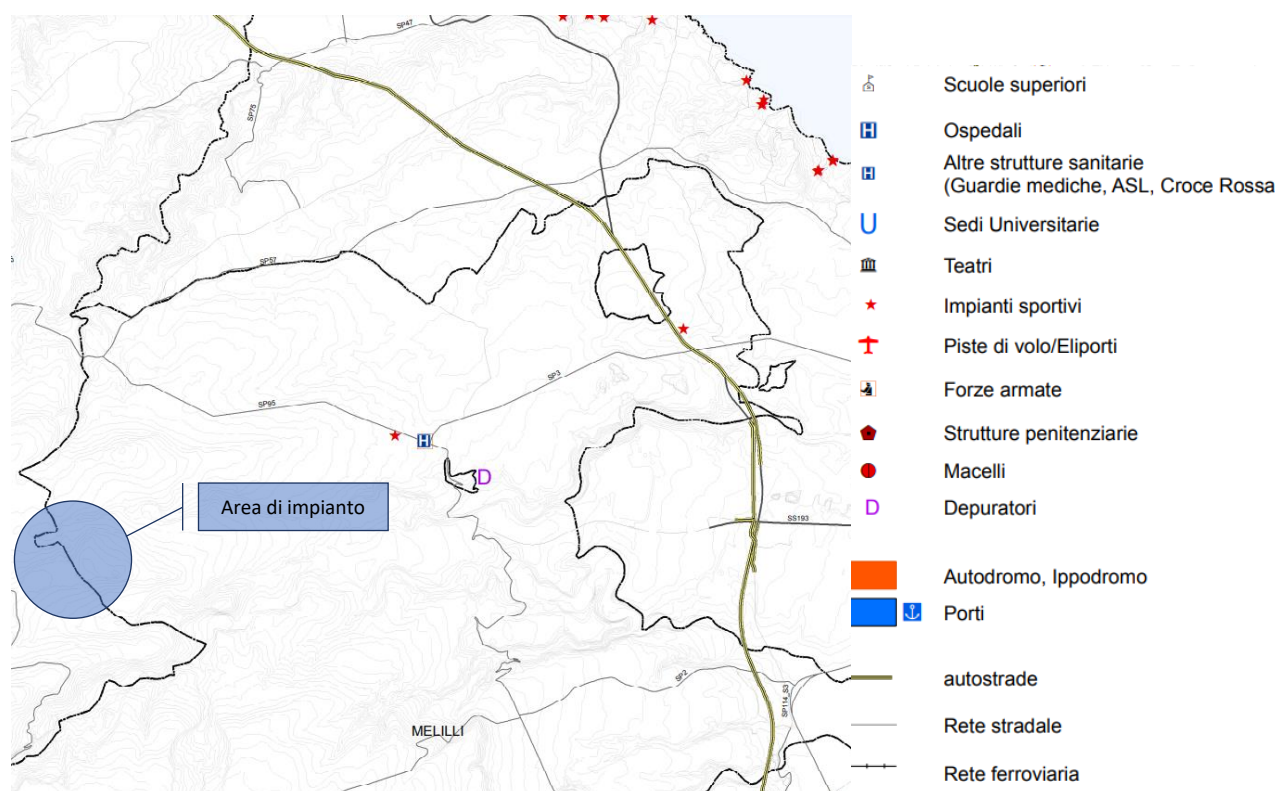 SP47
SP75
SP57
SP3
SP95
H
D
Area di impianto
SS193
SP2
SP114_S3
MELILLI
Scuole superiori
H Ospedali
H Altre strutture sanitarie
(Guardie mediche, ASL, Croce Rossa
U Sedi Universitarie
Teatri
Impianti sportivi
Piste di volo/Eliporti
Forze armate
Strutture penitenziarie
Macelli
D Depuratori
Autodromo, Ippodromo
Porti
autostrade
Rete stradale
Rete ferroviaria